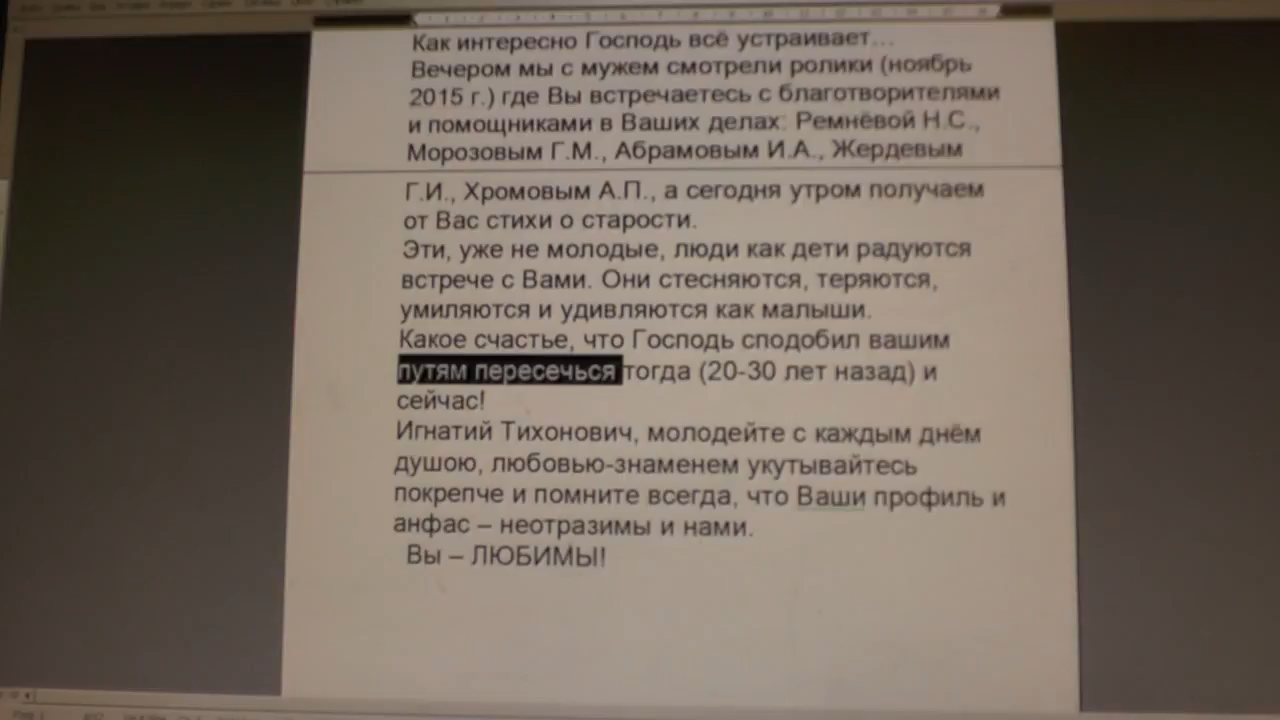 Как интересно Господь всё устраивает...
Вечером мы с мужем смотрели ролики (ноябрь
2015 г.) где Вы встречаетесь с благотворителями
и помощниками в Ваших делах: Ремнёвой Н.С.,
Морозовым Г.М., Абрамовым И.А., Жердевым
Г.И., Хромовым А.П., а сегодня утром получаем
от Вас стихи о старости.
Эти, уже не молодые, люди как дети радуются
встрече с Вами. Они стесняются, теряются,
умиляются и удивляются как малыши.
Какое счастье, что Господь сподобил вашим
путям пересечься тогда (20-30 лет назад) и
сейчас!
Игнатий Тихонович, молодейте с каждым днём
душою, любовью-знаменем укутывайтесь
покрепче и помните всегда, что Ваши профиль и
анфас – неотразимы и нами.
Вы – ЛЮБИМЫ!